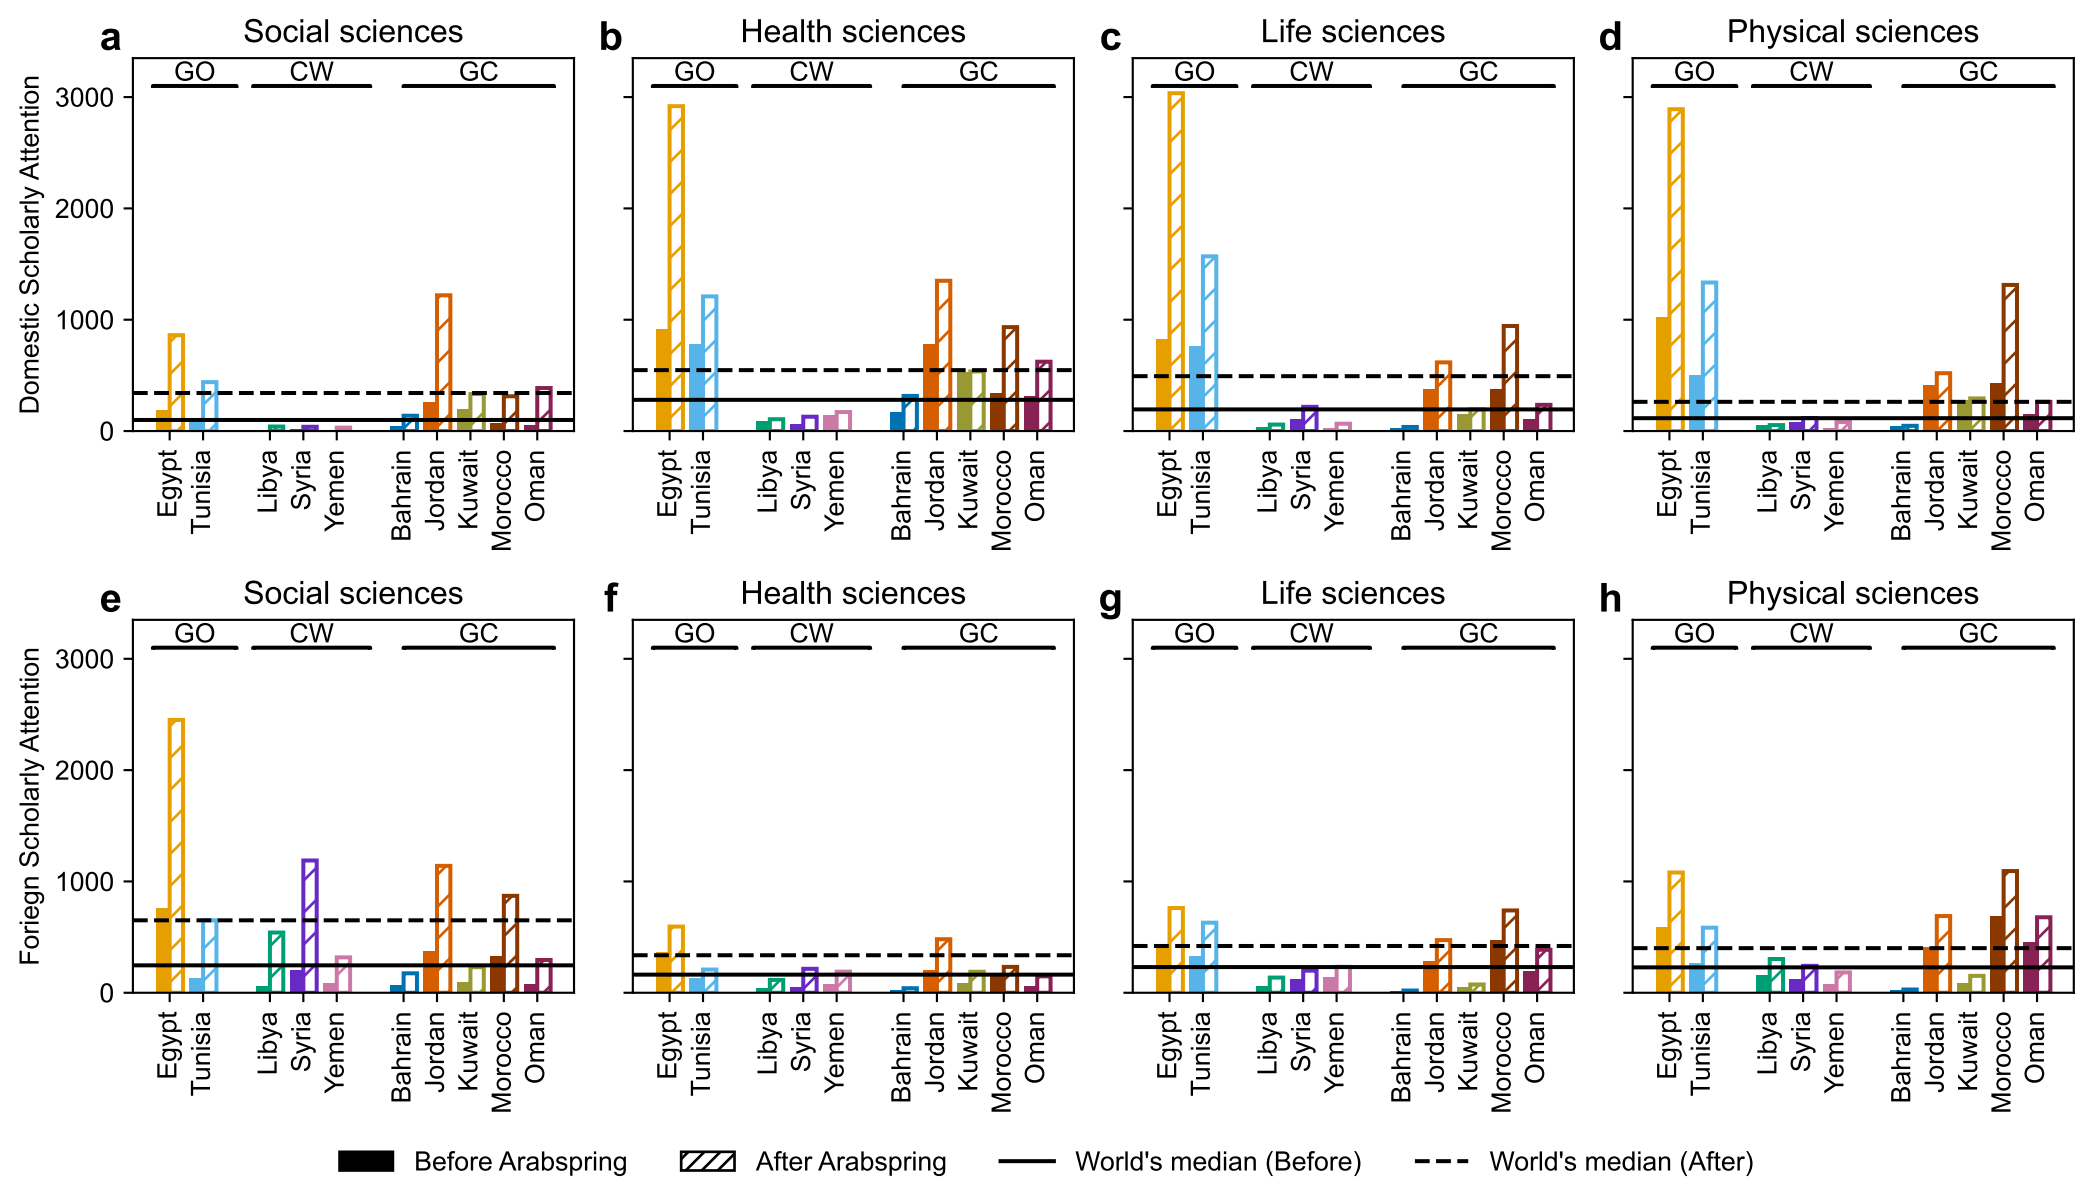 a Social sciences
b Health sciences
c Life sciences
d Physical sciences
GO CW GC
GO CW GC
GO CW GC
GO CW GC
Domestic Scholarly Attention
3000
2000
1000
0
Egypt Tunisia Libya Syria Yemen Bahrain Jordan Kuwait Morocco Oman
Egypt Tunisia Libya Syria Yemen Bahrain Jordan Kuwait Morocco Oman
Egypt Tunisia Libya Syria Yemen Bahrain Jordan Kuwait Morocco Oman
Egypt Tunisia Libya Syria Yemen Bahrain Jordan Kuwait Morocco Oman
e Social sciences
f Health sciences
g Life sciences
h Physical sciences
GO CW GC
GO CW GC
GO CW GC
GO CW GC
Foriegn Scholarly Attention
3000
2000
1000
0
Egypt Tunisia Libya Syria Yemen Bahrain Jordan Kuwait Morocco Oman
Egypt Tunisia Libya Syria Yemen Bahrain Jordan Kuwait Morocco Oman
Egypt Tunisia Libya Syria Yemen Bahrain Jordan Kuwait Morocco Oman
Egypt Tunisia Libya Syria Yemen Bahrain Jordan Kuwait Morocco Oman
Before Arabspring After Arabspring World's median (Before) World's median (After)